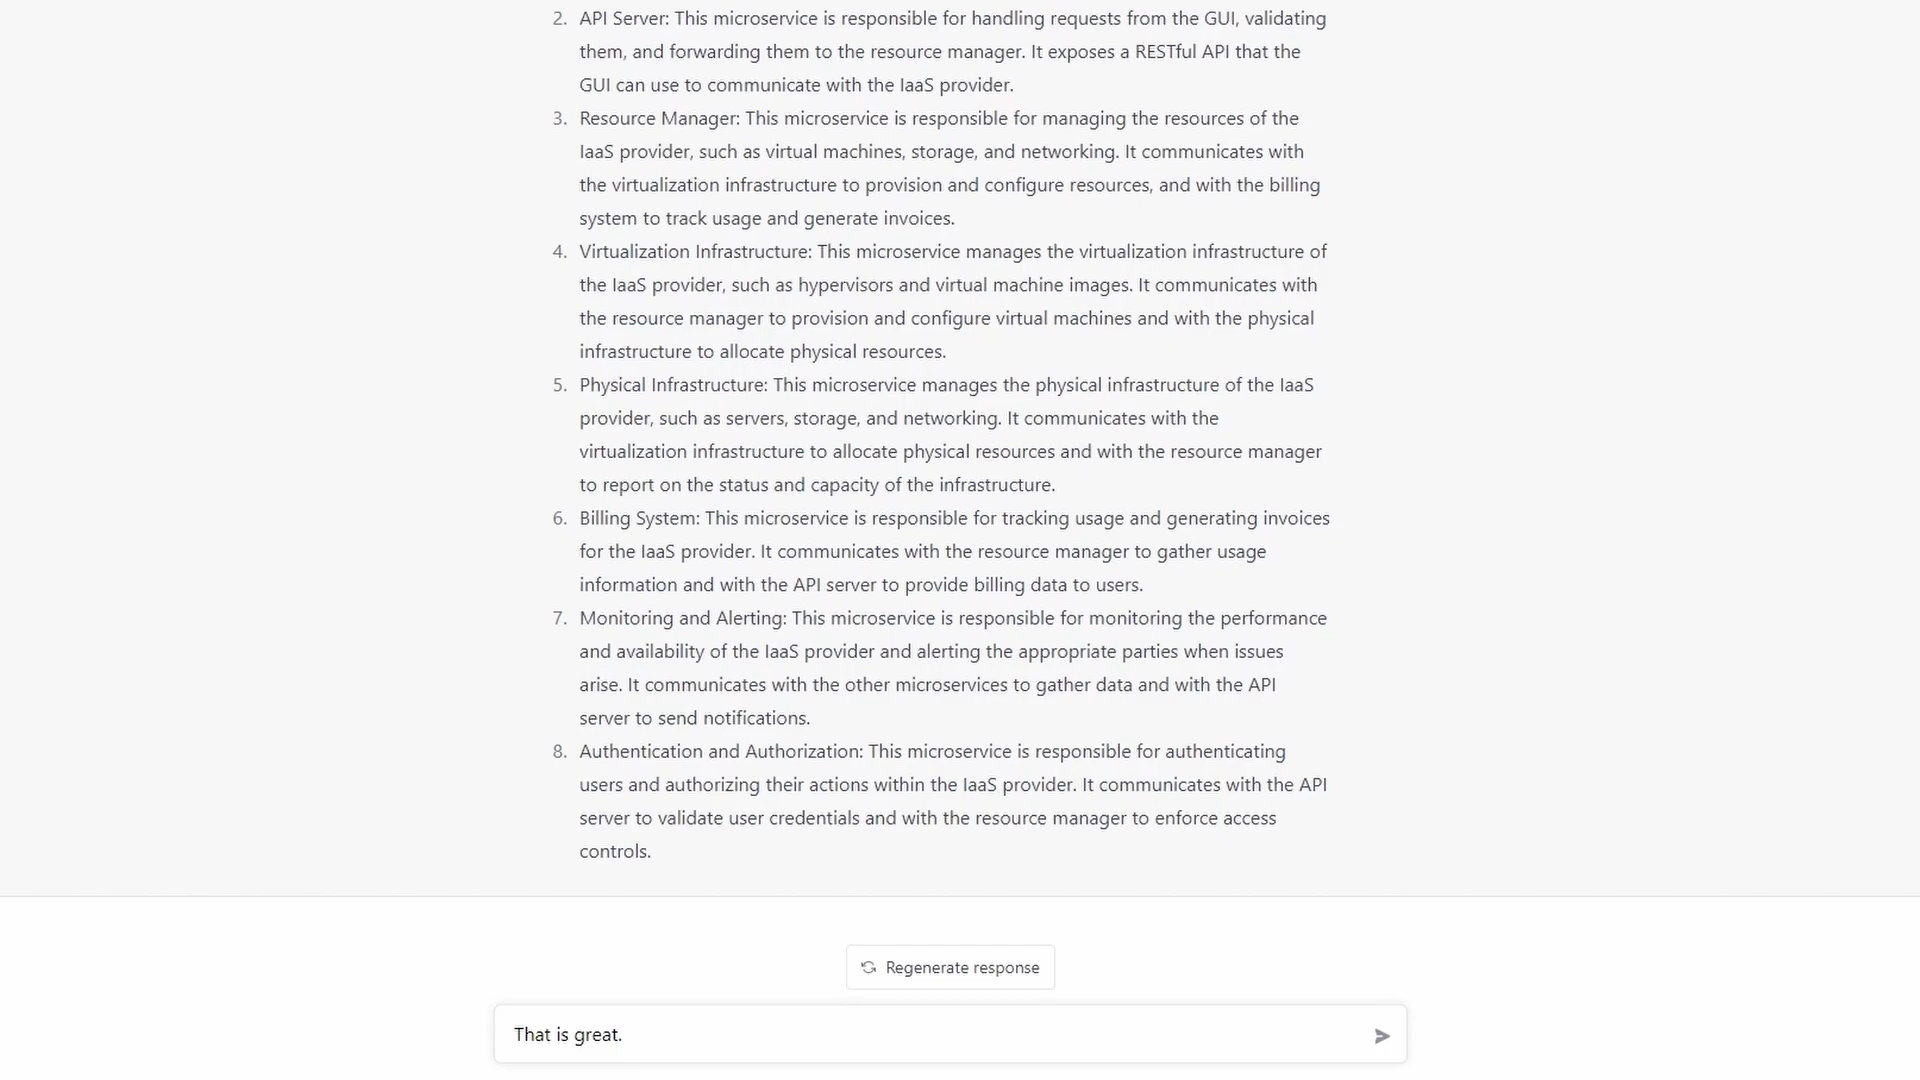 2. API Server: This microservice is responsible for handling requests from the GUI, validating
them, and forwarding them to the resource manager. It exposes a RESTful API that the
GUI can use to communicate with the IaaS provider.
3. Resource Manager: This microservice is responsible for managing the resources of the
IaaS provider, such as virtual machines, storage, and networking. It communicates with
the virtualization infrastructure to provision and configure resources, and with the billing
system to track usage and generate invoices.
4. Virtualization Infrastructure: This microservice manages the virtualization infrastructure of
the IaaS provider, such as hypervisors and virtual machine images. It communicates with
the resource manager to provision and configure virtual machines and with the physical
infrastructure to allocate physical resources.
5. Physical Infrastructure: This microservice manages the physical infrastructure of the IaaS
provider, such as servers, storage, and networking. It communicates with the
virtualization infrastructure to allocate physical resources and with the resource manager
to report on the status and capacity of the infrastructure.
6. Billing System: This microservice is responsible for tracking usage and generating invoices
for the IaaS provider. It communicates with the resource manager to gather usage
information and with the API server to provide billing data to users.
7. Monitoring and Alerting: This microservice is responsible for monitoring the performance
and availability of the IaaS provider and alerting the appropriate parties when issues
arise. It communicates with the other microservices to gather data and with the API
server to send notifications.
8. Authentication and Authorization: This microservice is responsible for authenticating
users and authorizing their actions within the IaaS provider. It communicates with the API
server to validate user credentials and with the resource manager to enforce access
controls.
Regenerate response
That is great.